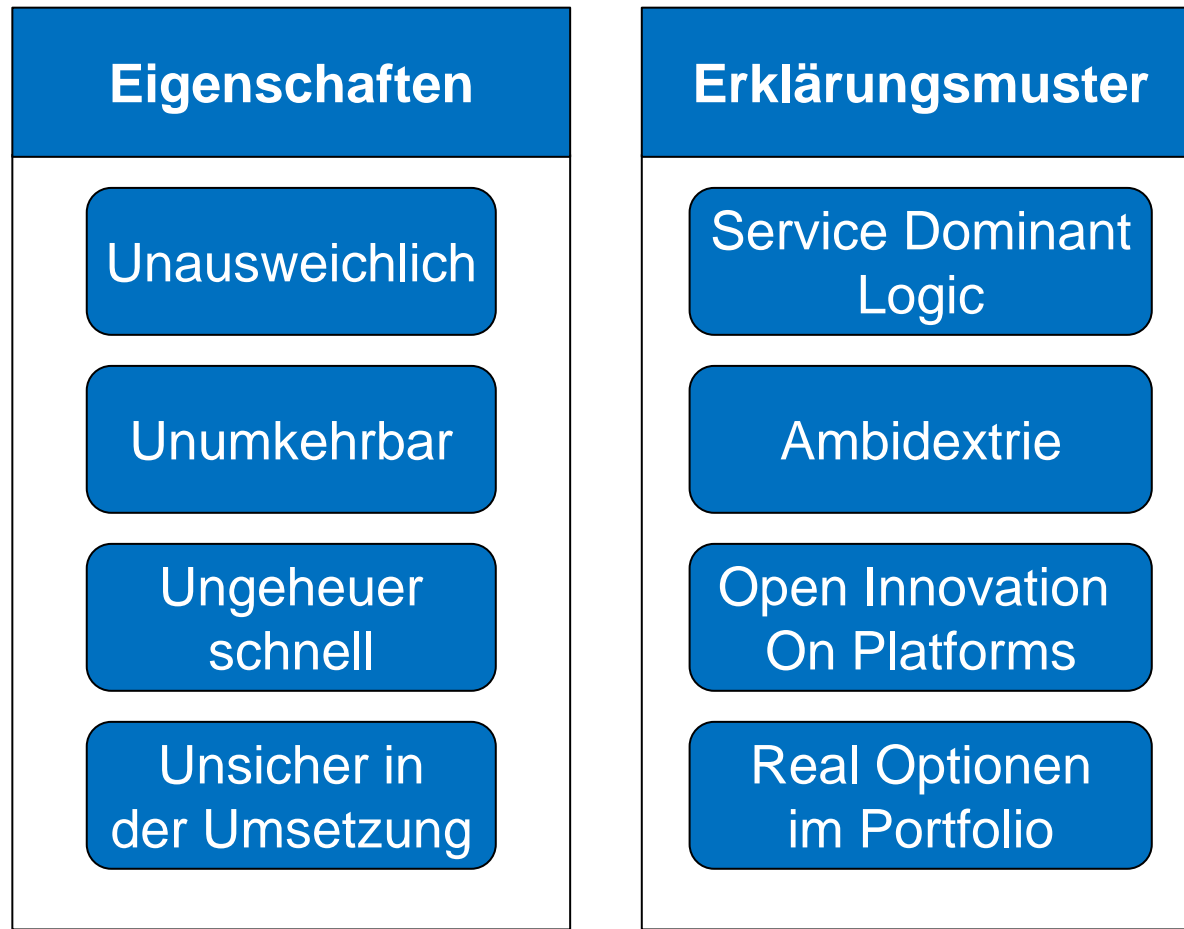 Eigenschaften
Unausweichlich
Unumkehrbar
Ungeheuer
schnell
Unsicher in
der Umsetzung
Erklärungsmuster
Service Dominant
Logic
Ambidextrie
Open Innovation
On Platforms
Real Optionen
im Portfolio